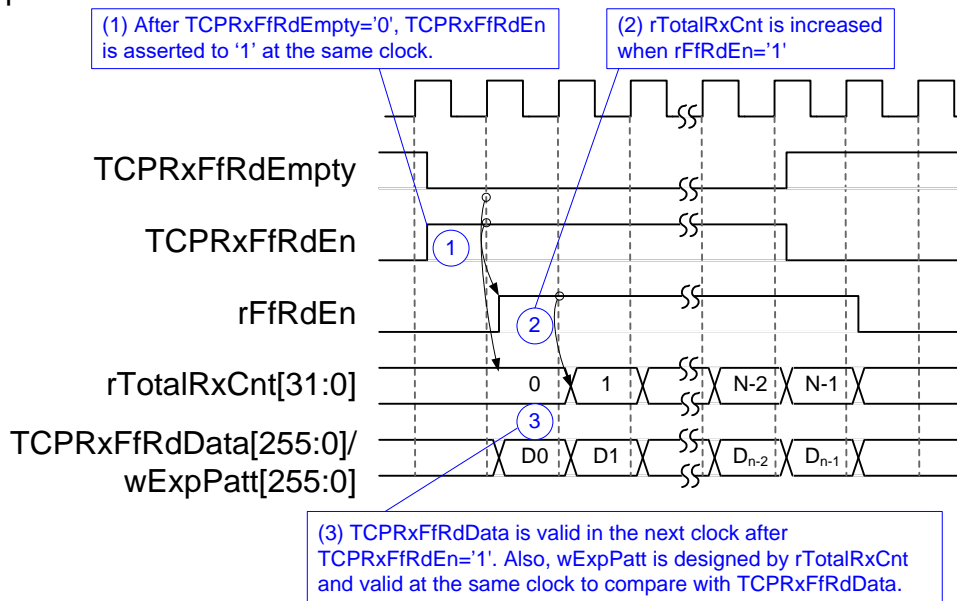 (1) After TCPRxFfRdEmpty='0', TCPRxFfRdEn
is asserted to ‘1’ at the same clock.
(2) rTotalRxCnt is increased
when rFfRdEn='1'
TCPRxFfRdEmpty
TCPRxFfRdEn
1
rFfRdEn
2
rTotalRxCnt[31:0]
0 1 N-2 N-1
3
TCPRxFfRdData[255:0]/
wExpPatt[255:0]
D0 D1 Dn-2 Dn-1
(3) TCPRxFfRdData is valid in the next clock after
TCPRxFfRdEn=’1'. Also, wExpPatt is designed by rTotalRxCnt
and valid at the same clock to compare with TCPRxFfRdData.